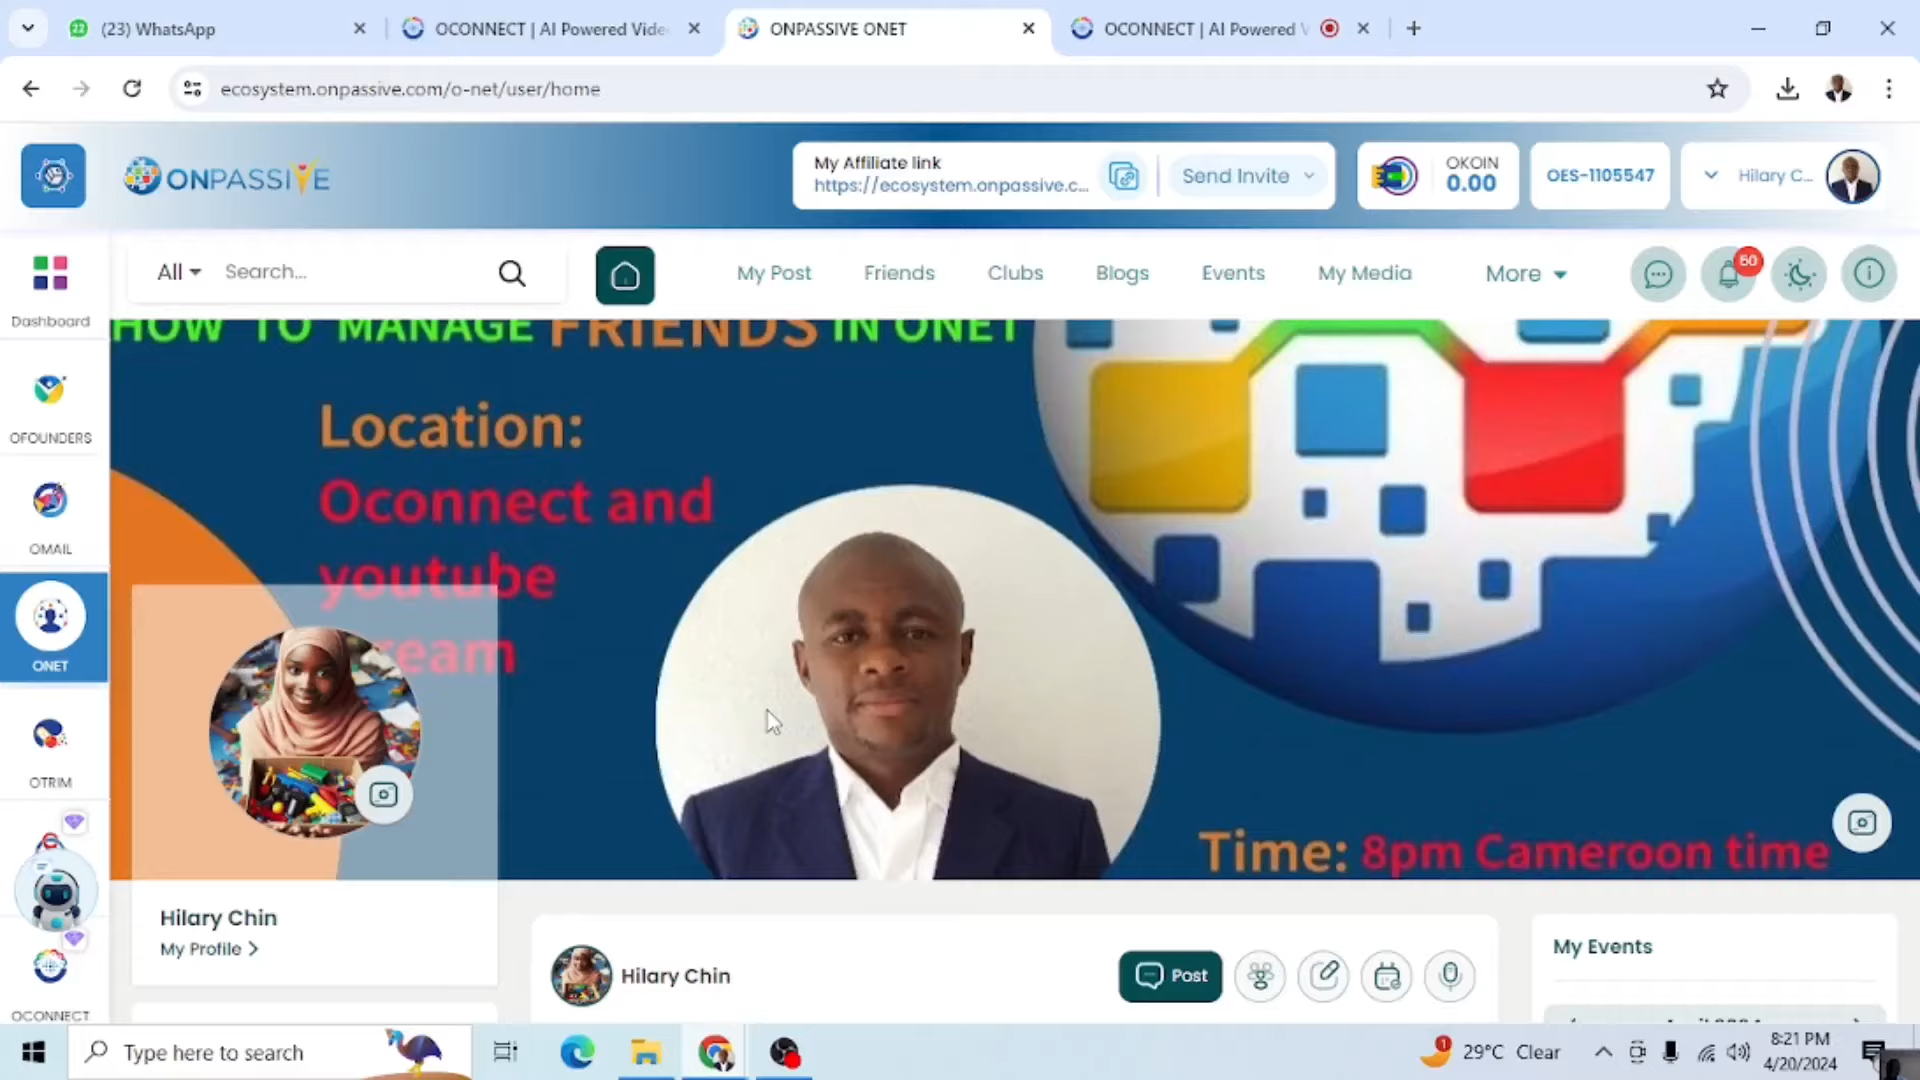 (23) WhatsApp
OCONNECT | AI Powered Vide
ONPASSIVE ONET
OCONNECT | AI Powered V
ecosystem.onpassive.com/o-net/user/home
ONPASSIVE
My Affiliate link
https://ecosystem.onpassive.c...
Send Invite
OKOIN
0.00
OES-1105547
Hilary C...
All
Search...
My Post
Friends
Clubs
Blogs
Events
My Media
More
60
Dashboard
OFOUNDERS
OMAIL
ONET
OTRIM
OCONNECT
HOW TO MANAGE FRIENDS IN ONET
Location:
Oconnect and
youtube
ream
Time: 8pm Cameroon time
Hilary Chin
My Profile
Hilary Chin
Post
My Events
Type here to search
1
29°C Clear
8:21 PM
4/20/2024